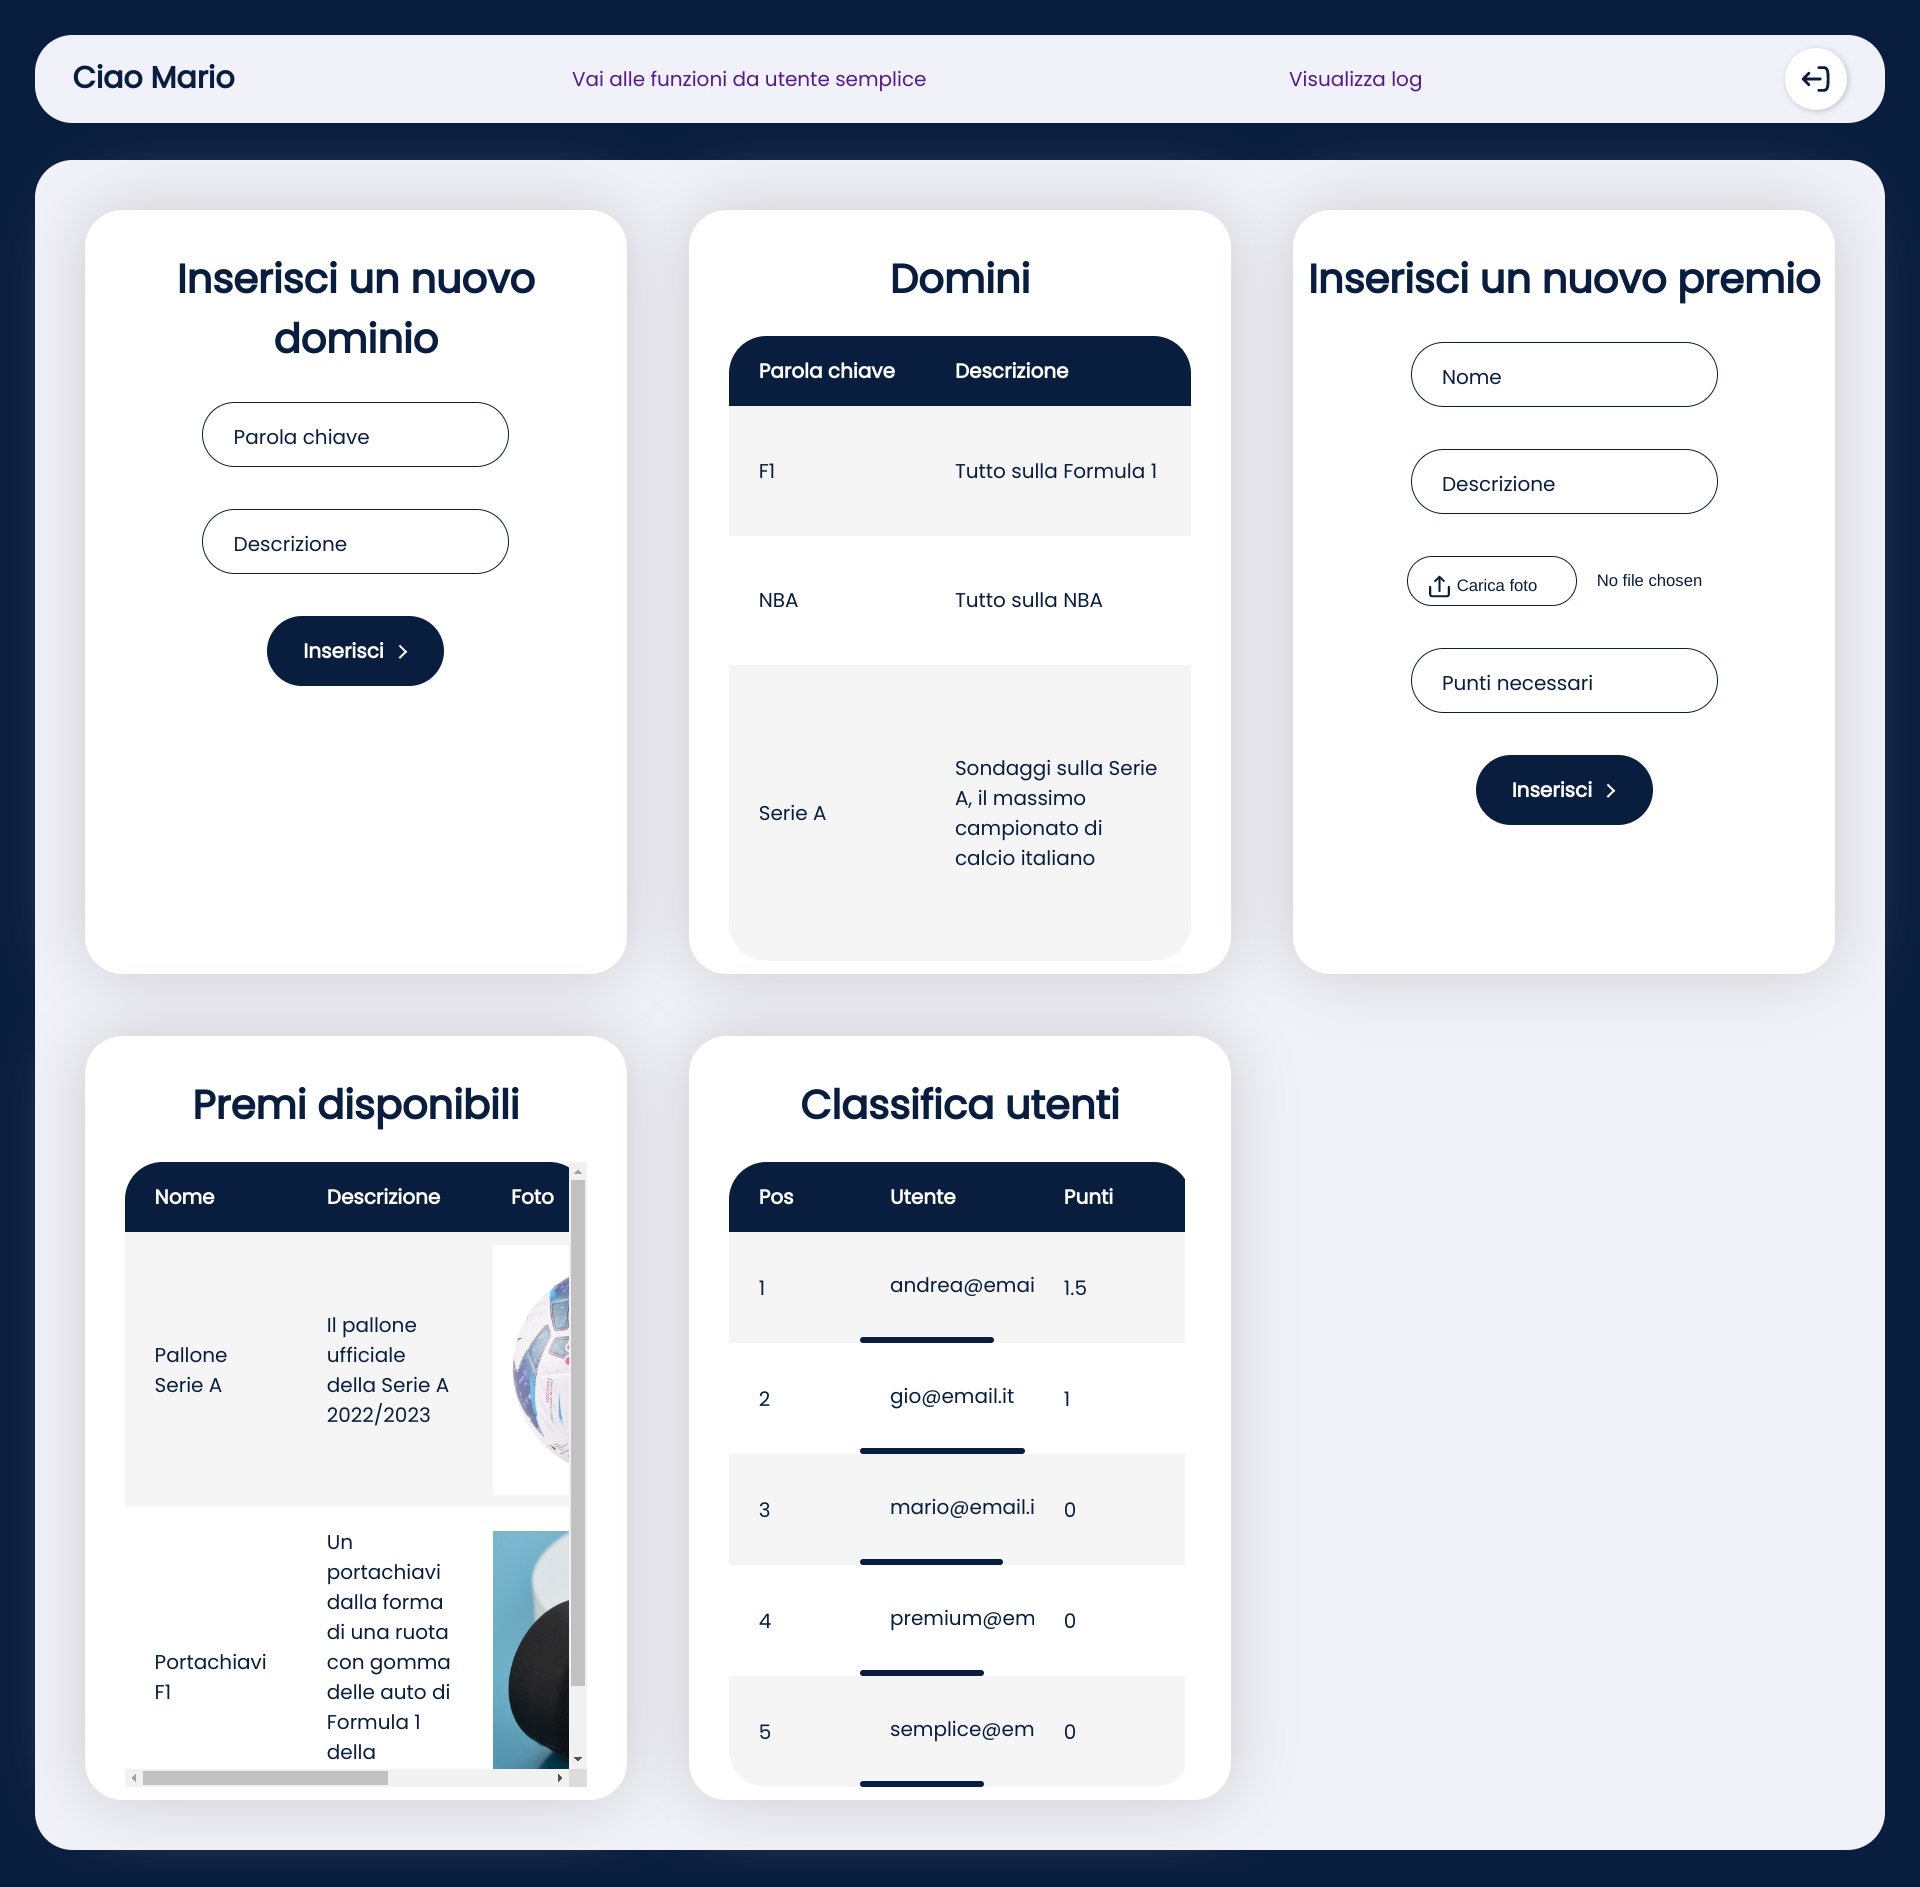 Ciao Mario
Vai alle funzioni da utente semplice
Visualizza log
Inserisci un nuovo
dominio
Parola chiave
Descrizione
Inserisci
Domini
Parola chiave Descrizione
F1 Tutto sulla Formula 1
NBA Tutto sulla NBA
Serie A
Sondaggi sulla Serie
A, il massimo
campionato di
calcio italiano
Inserisci un nuovo premio
Nome
Descrizione
Carica foto No file chosen
Punti necessari
Inserisci
Premi disponibili
Nome Descrizione Foto
Pallone
Serie A
Il pallone
ufficiale
della Serie A
2022/2023
Portachiavi
F1
Un
portachiavi
dalla forma
di una ruota
con gomma
delle auto di
Formula 1
della
Classifica utenti
Pos Utente Punti
1 andrea@emai 1.5
2 gio@email.it 1
3 mario@email.i 0
4 premium@em 0
5 semplice@em 0